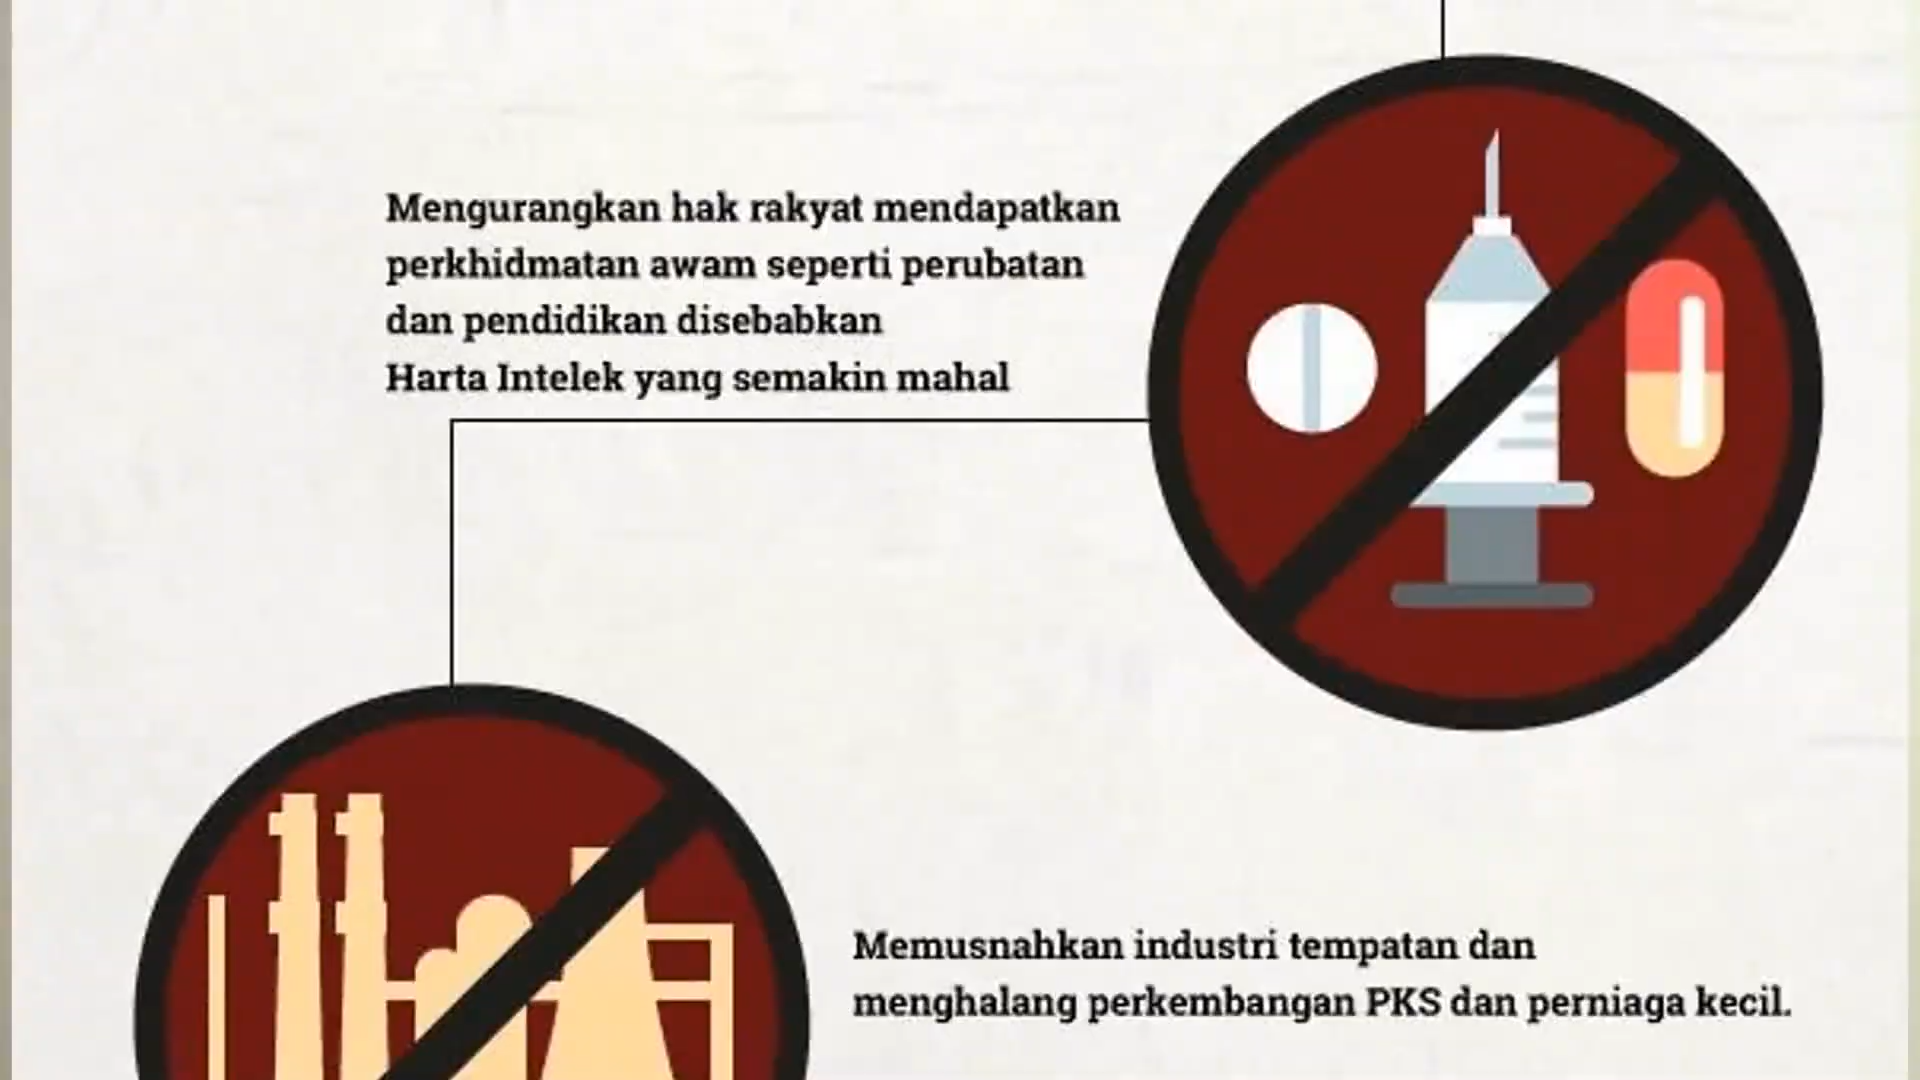 Mengurangkan hak rakyat mendapatkan
perkhidmatan awam seperti perubatan
dan pendidikan disebabkan
Harta Intelek yang semakin mahal
Memusnahkan industri tempatan dan
menghalang perkembangan PKS dan perniaga kecil.